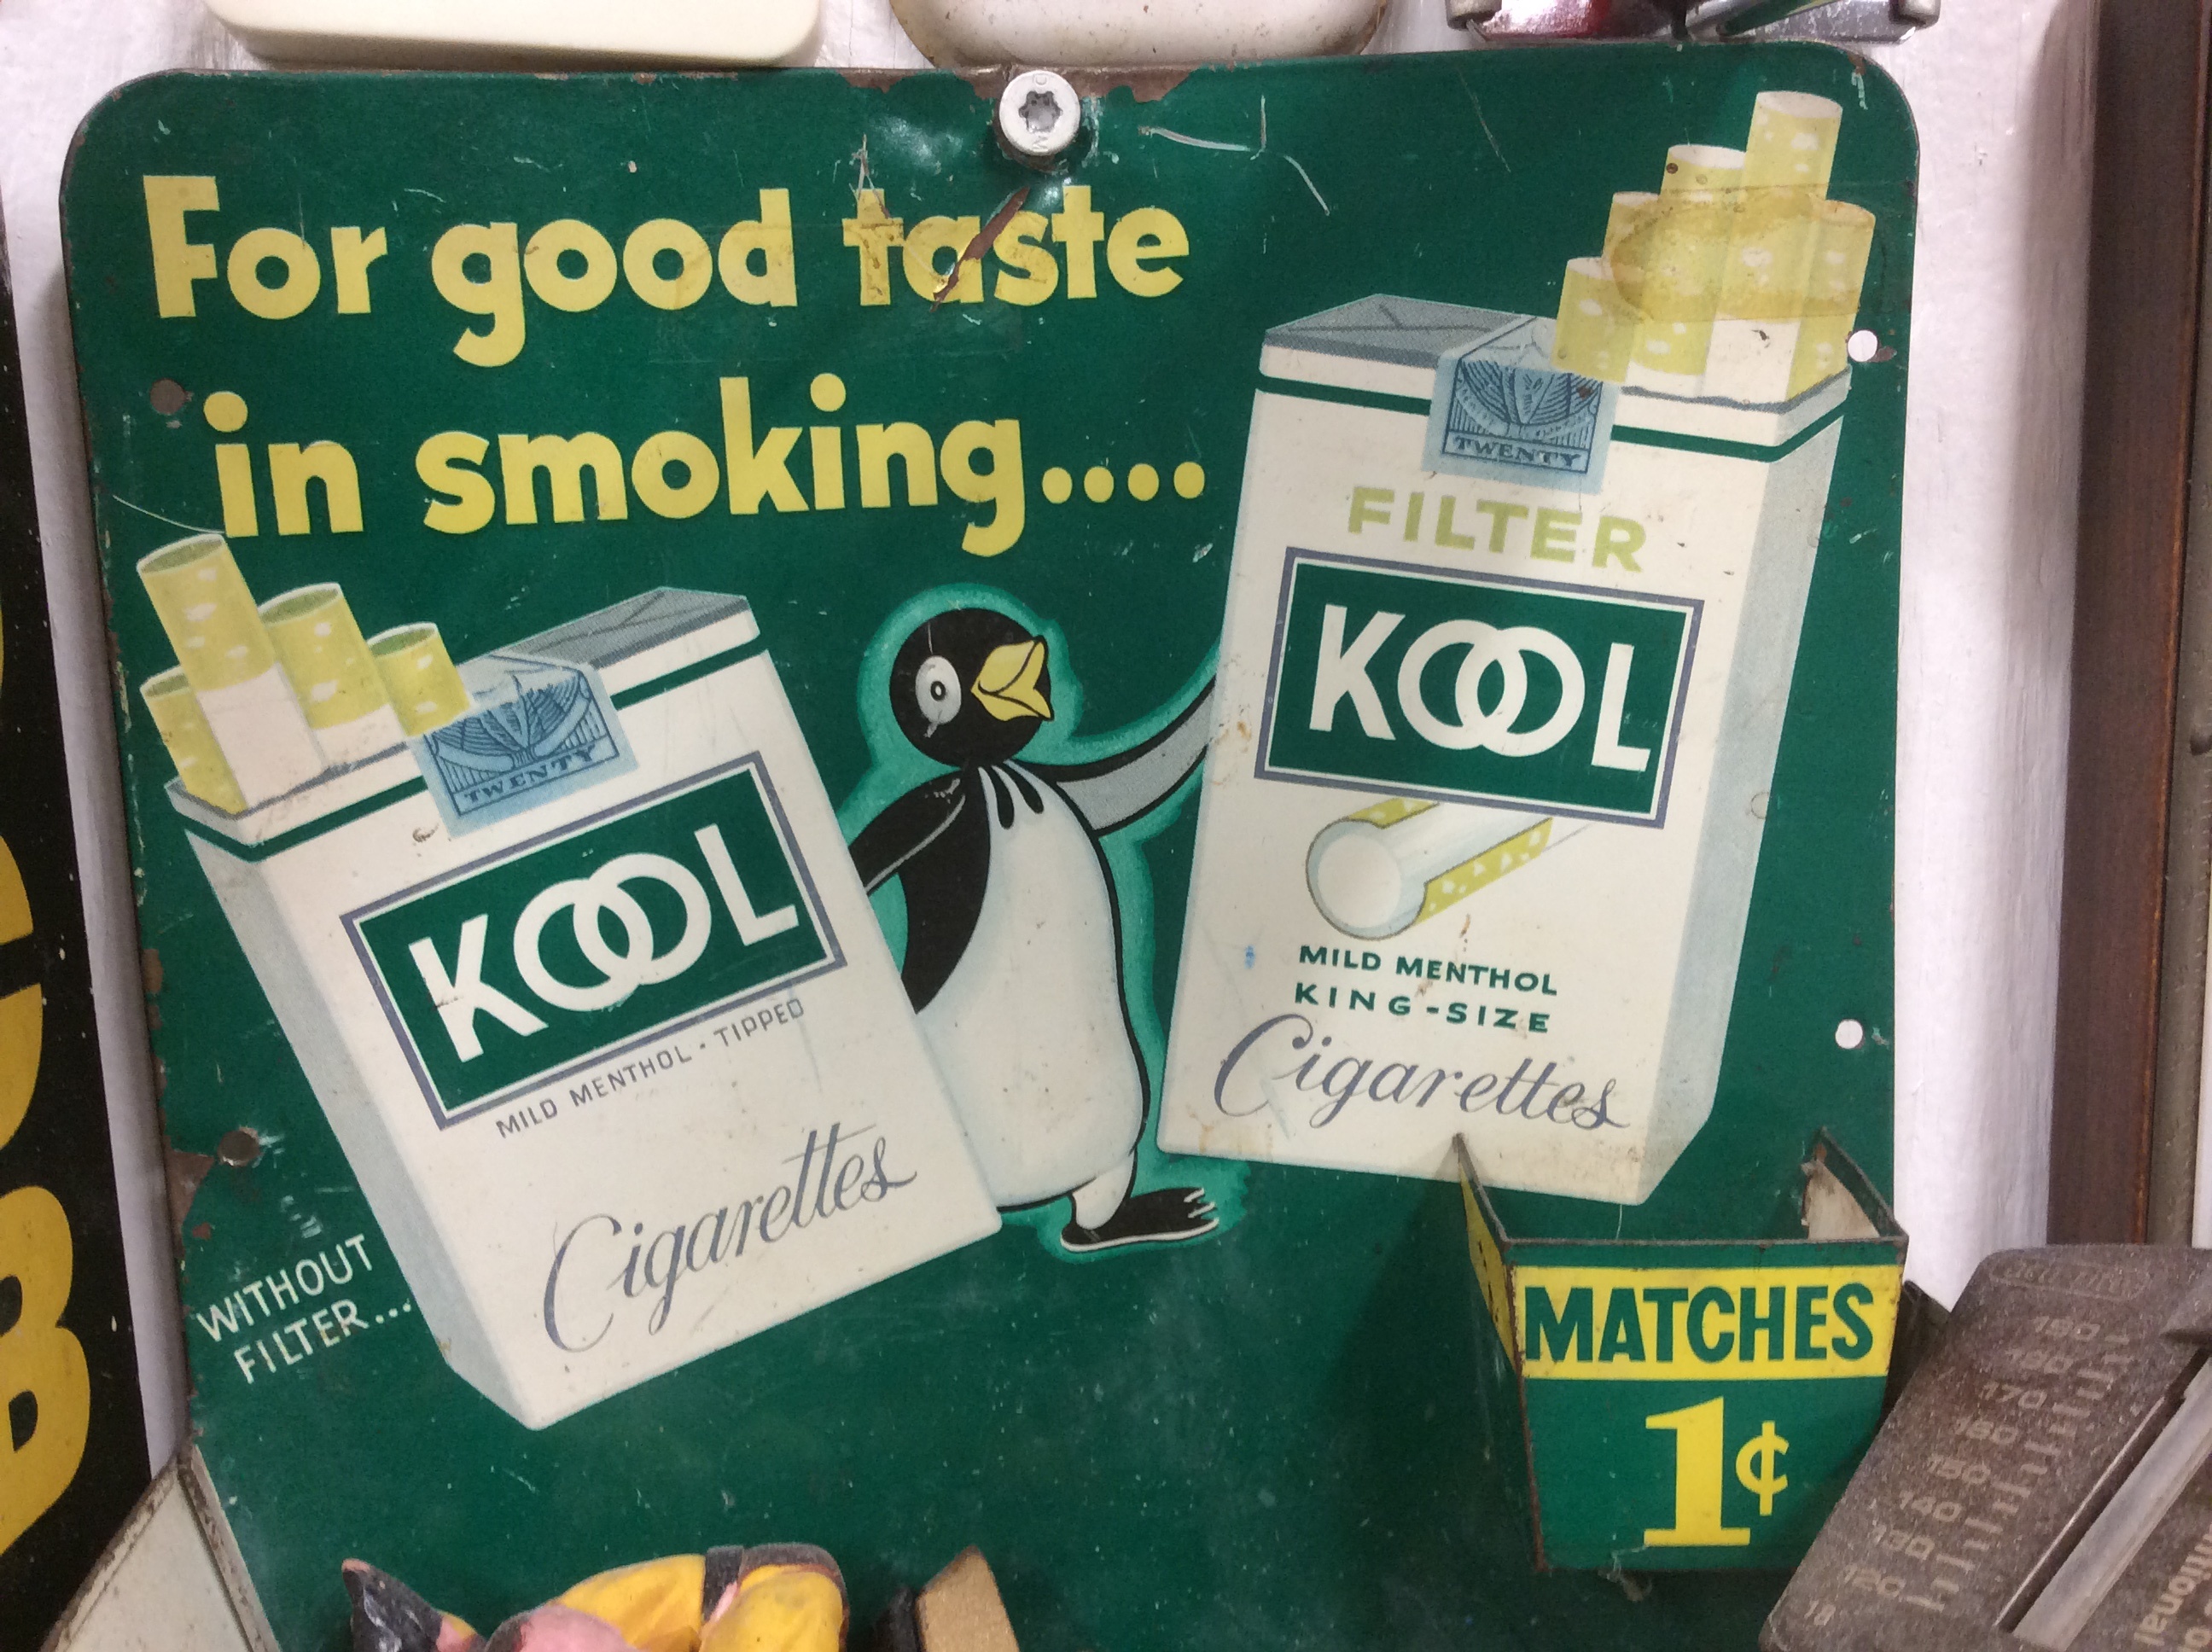 For good taste
in smoking....
TWENTY
FILTER
KOOL
MILD MENTHOL
KING-SIZE
Cigarettes
TWENTY
KOOL
MILD MENTHOL · TIPPED
Cigarettes
WITHOUT
FILTER...
MATCHES
1¢